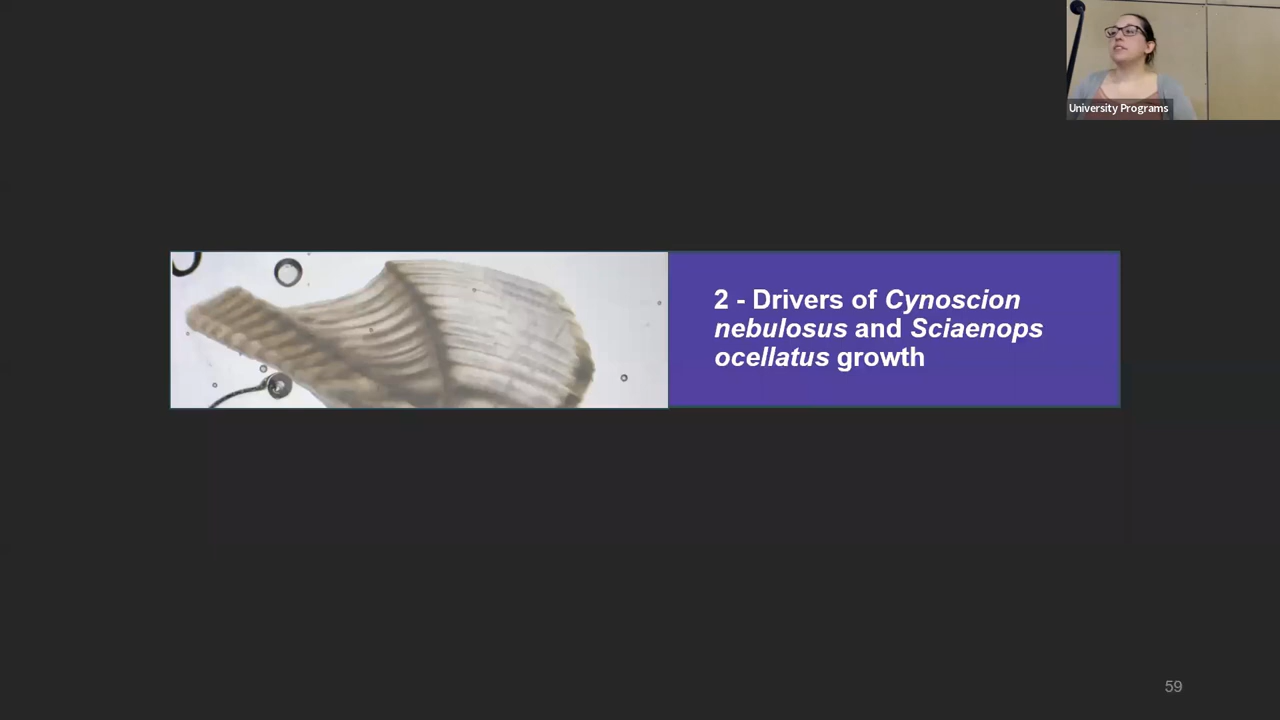 University Programs
2 - Drivers of Cynoscion
nebulosus and Sciaenops
ocellatus growth
59